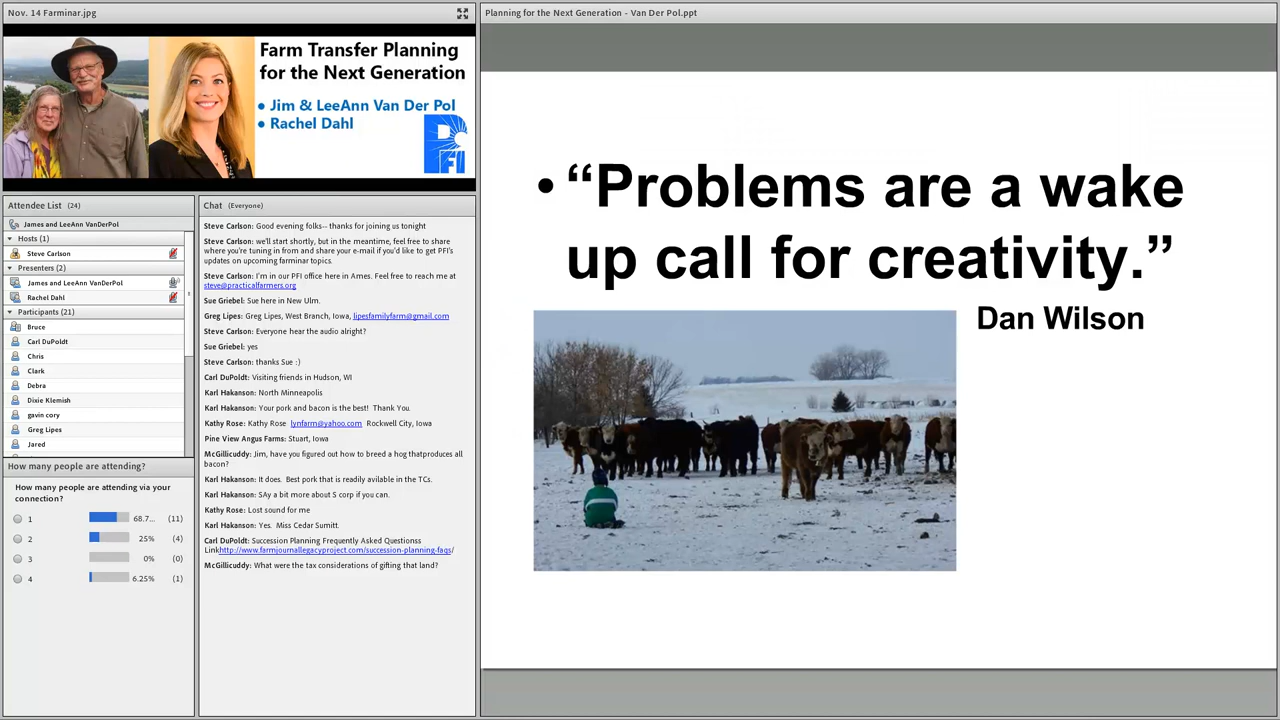 Nov. 14 Farminar.jpg
Farm Transfer Planning
for the Next Generation
• Jim & LeeAnn Van Der Pol
• Rachel Dahl
PFI
Attendee List (24)
James and LeeAnn VanDerPol
Hosts (1)
Steve Carlson
Presenters (2)
James and LeeAnn VanDerPol
Rachel Dahl
Participants (21)
Bruce
Carl DuPoldt
Chris
Clark
Debra
Dixie Klemish
gavin cory
Greg Lipes
Jared
How many people are attending?
How many people are attending via your
connection?
1 68.7... (11)
2 25% (4)
3 0% (0)
4 6.25% (1)
Chat (Everyone)
Steve Carlson: Good evening folks-- thanks for joining us tonight
Steve Carlson: we'll start shortly, but in the meantime, feel free to share
where you're tuning in from and share your e-mail if you'd like to get PFI's
updates on upcoming farminar topics.
Steve Carlson: I'm in our PFI office here in Ames. Feel free to reach me at
steve@practicalfarmers.org
Sue Griebel: Sue here in New Ulm.
Greg Lipes: Greg Lipes, West Branch, Iowa, lipesfamilyfarm@gmail.com
Steve Carlson: Everyone hear the audio alright?
Sue Griebel: yes
Steve Carlson: thanks Sue :)
Carl DuPoldt: Visiting friends in Hudson, WI
Karl Hakanson: North Minneapolis
Karl Hakanson: Your pork and bacon is the best! Thank You.
Kathy Rose: Kathy Rose lynfarm@yahoo.com Rockwell City, Iowa
Pine View Angus Farms: Stuart, Iowa
McGillicuddy: Jim, have you figured out how to breed a hog thatproduces all
bacon?
Karl Hakanson: It does. Best pork that is readily avilable in the TCs.
Karl Hakanson: SAy a bit more about S corp if you can.
Kathy Rose: Lost sound for me
Karl Hakanson: Yes. Miss Cedar Sumitt.
Carl DuPoldt: Succession Planning Frequently Asked Questionss
Linkhttp://www.farmjournallegacyproject.com/succession-planning-faqs/
McGillicuddy: What were the tax considerations of gifting that land?
Planning for the Next Generation - Van Der Pol.ppt
• “Problems are a wake
up call for creativity.”
Dan Wilson